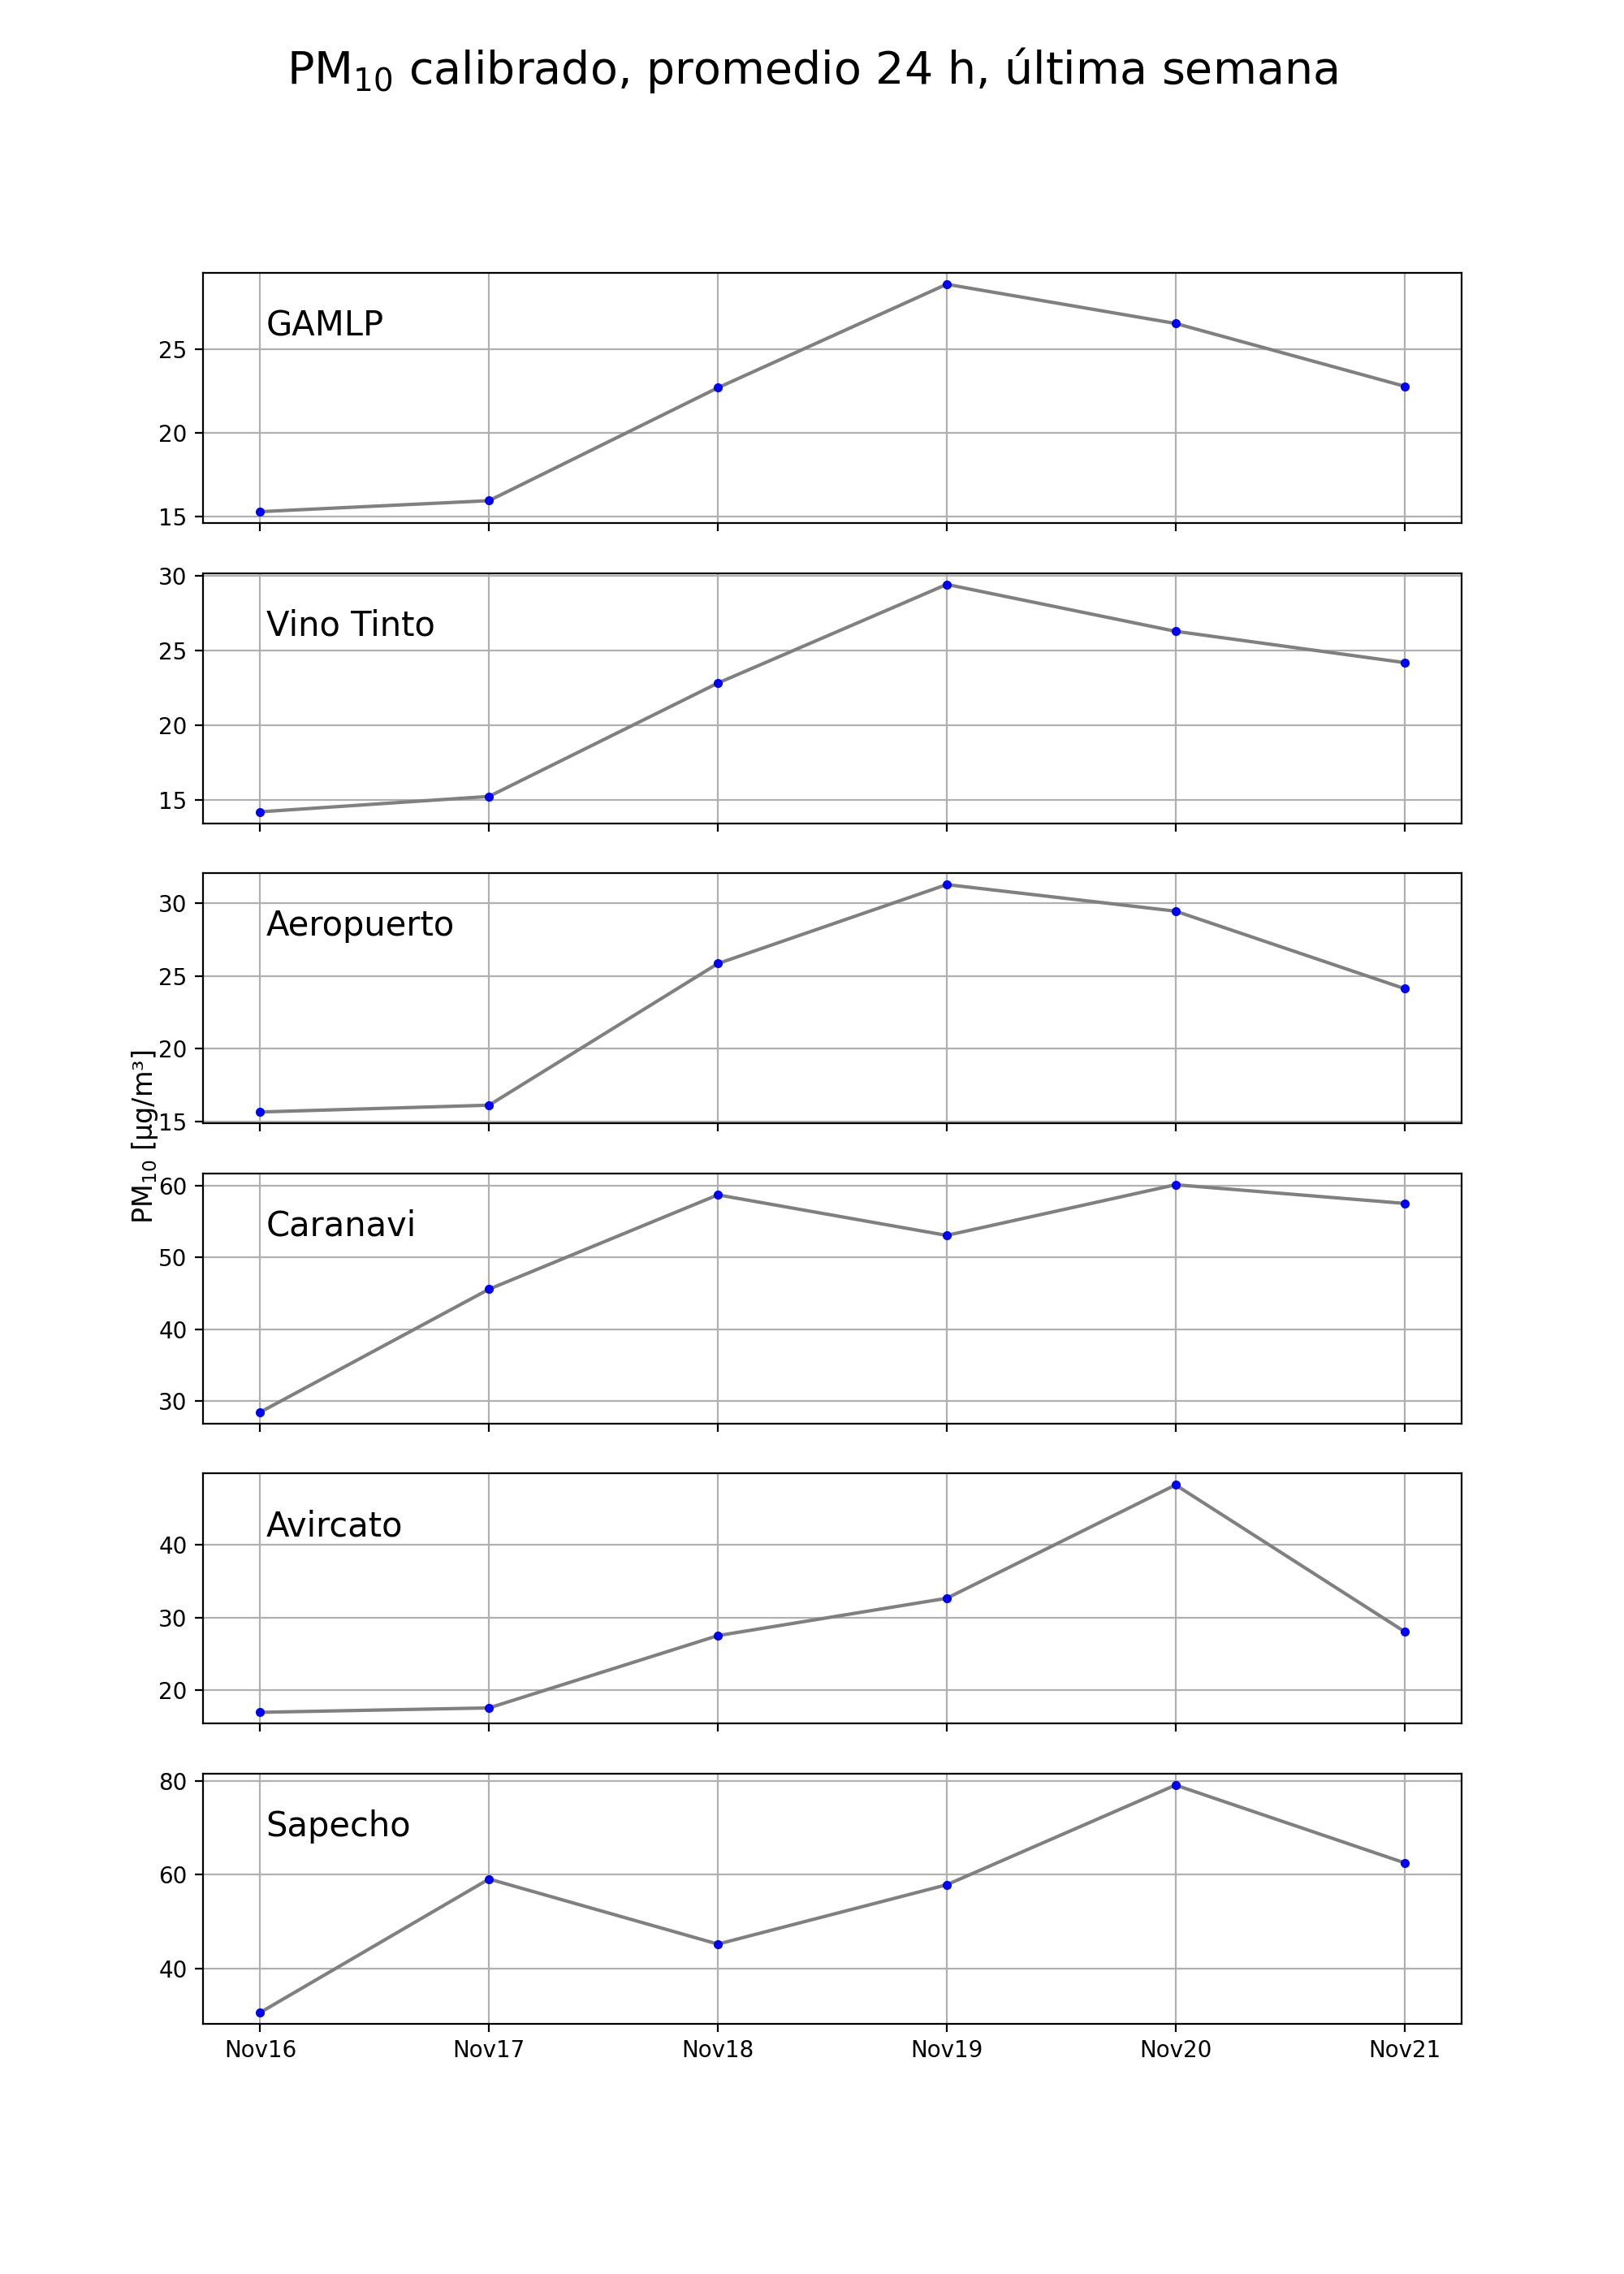 PM₁₀ calibrado, promedio 24 h, última semana
GAMLP
25
20
15
Vino Tinto
30
25
20
15
Aeropuerto
30
25
20
15
PM₁₀ [µg/m³]
Caranavi
60
50
40
30
Avircato
40
30
20
Sapecho
80
60
40
Nov16 Nov17 Nov18 Nov19 Nov20 Nov21